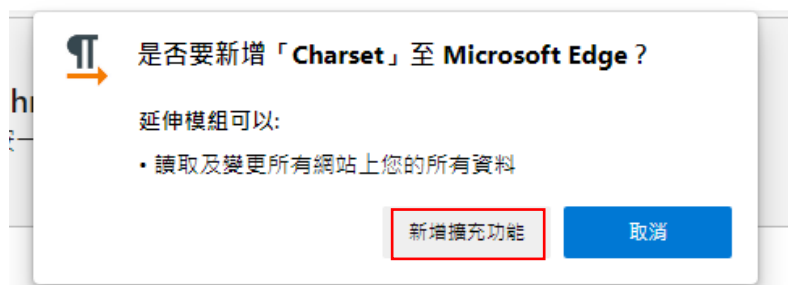 是否要新增「Charset」至 Microsoft Edge？
延伸模組可以:
• 讀取及變更所有網站上您的所有資料
新增擴充功能
取消